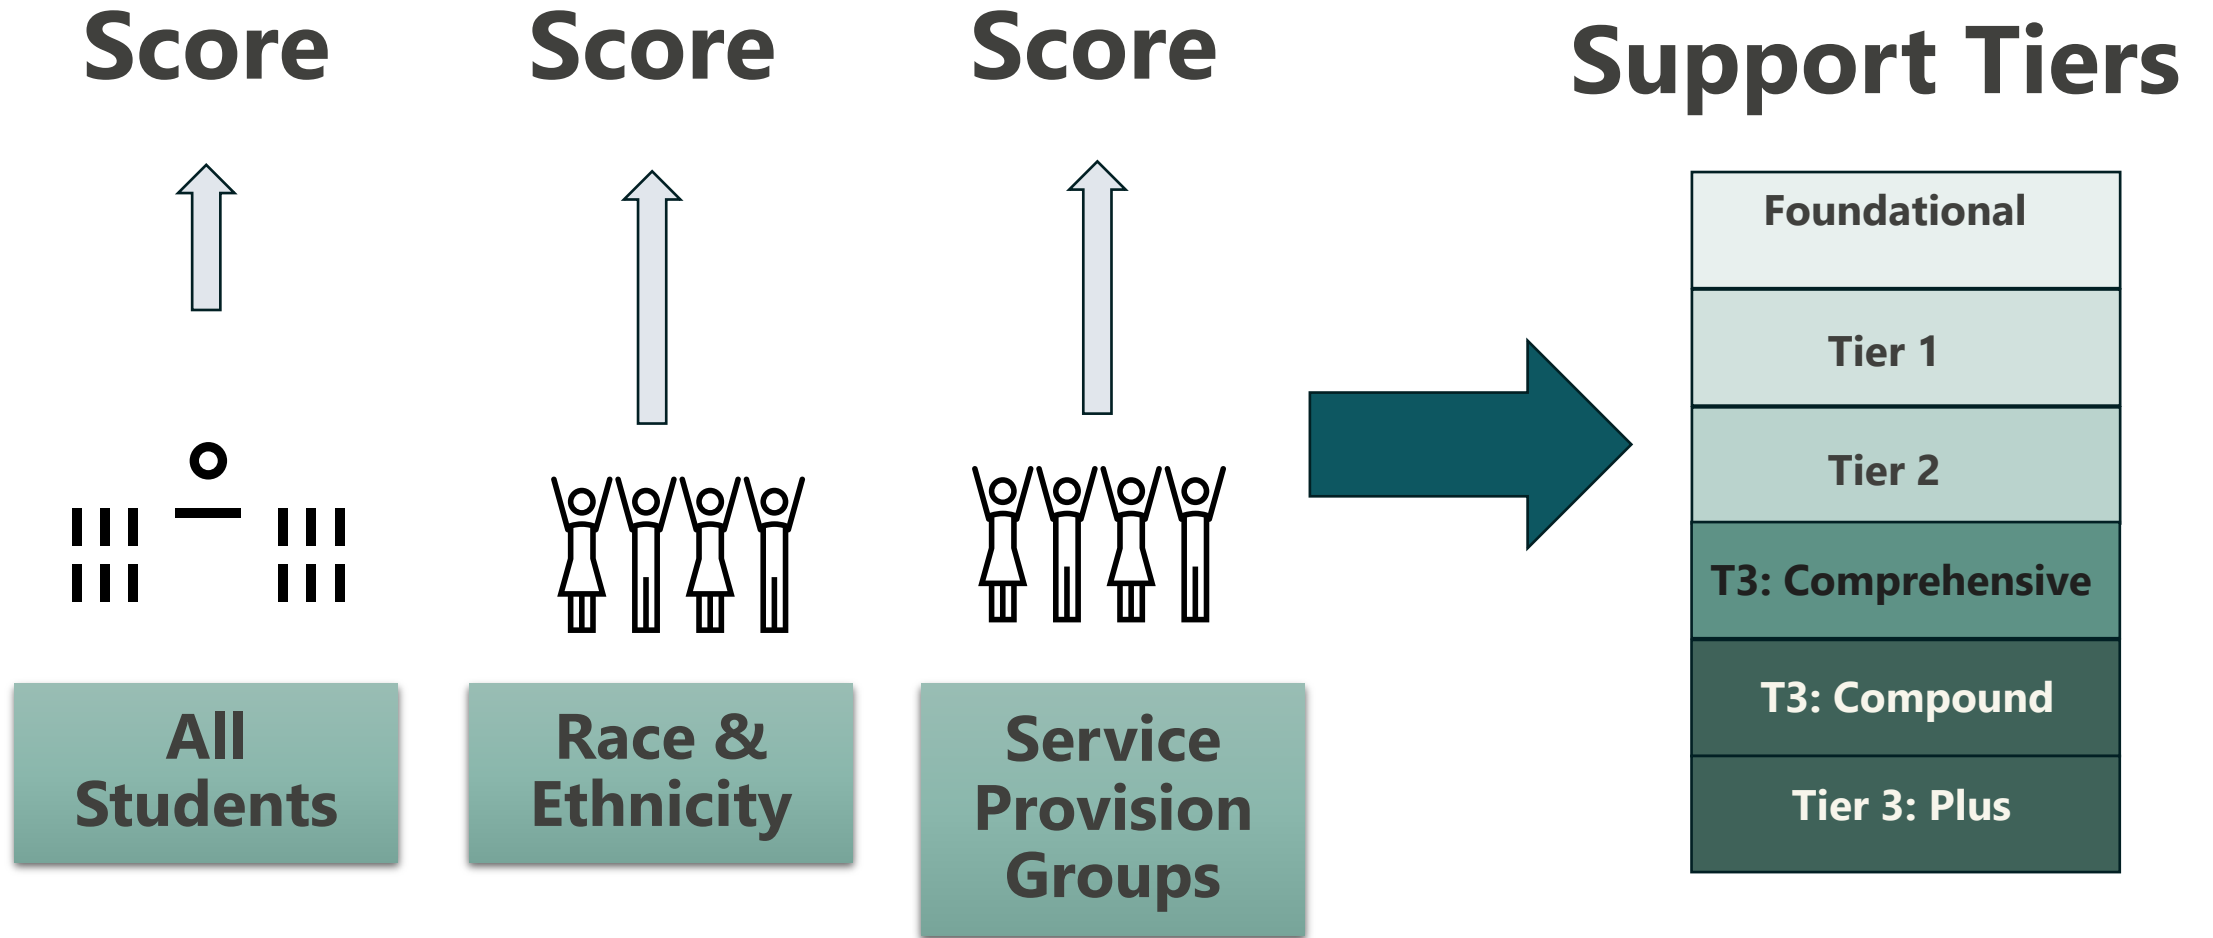 Score
Score
Score
Support Tiers
All
Students
Race &
Ethnicity
Service
Provision
Groups
Foundational
Tier 1
Tier 2
T3: Comprehensive
T3: Compound
Tier 3: Plus